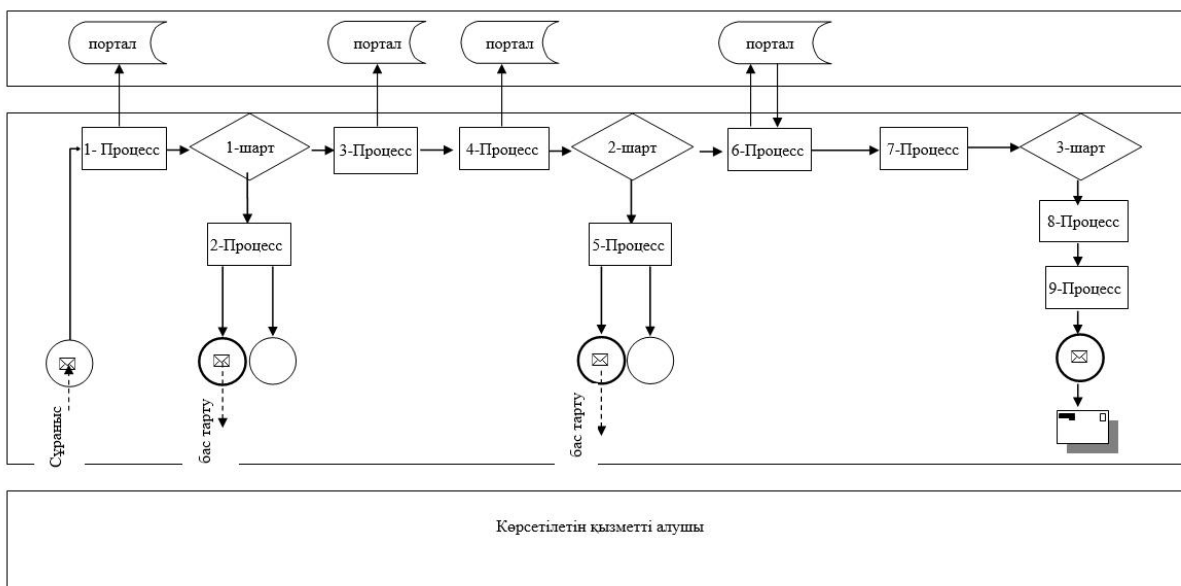 портал
портал
портал
портал
1- Процесс
1-шарт
3-Процесс
4-Процесс
2-шарт
6-Процесс
7-Процесс
3-шарт
2-Процесс
5-Процесс
8-Процесс
9-Процесс
Сұраныс
бас тарту
бас тарту
Көрсетілетін қызметті алушы